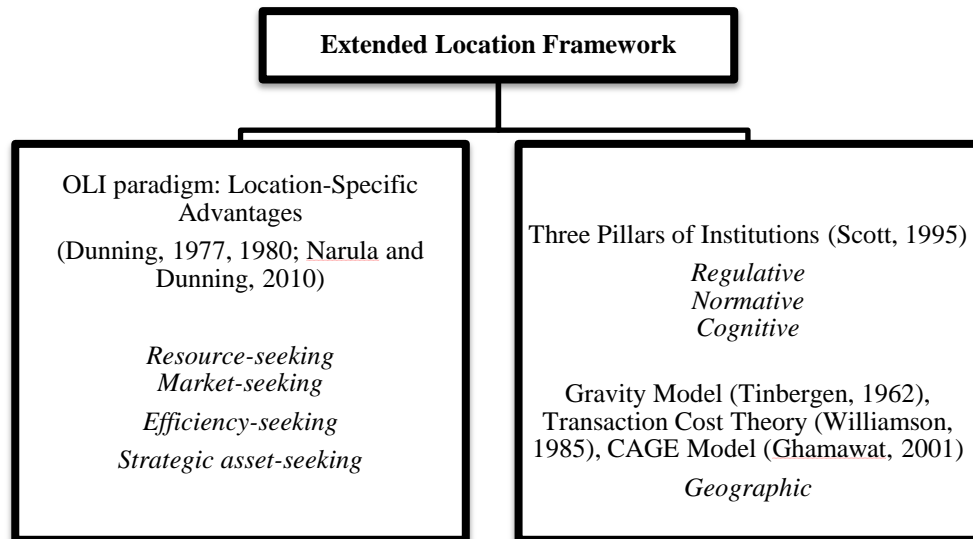 Extended Location Framework
OLI paradigm: Location-Specific
Advantages
(Dunning, 1977, 1980; Narula and
Dunning, 2010)
Resource-seeking
Market-seeking
Efficiency-seeking
Strategic asset-seeking
Three Pillars of Institutions (Scott, 1995)
Regulative
Normative
Cognitive
Gravity Model (Tinbergen, 1962),
Transaction Cost Theory (Williamson,
1985), CAGE Model (Ghamawat, 2001)
Geographic